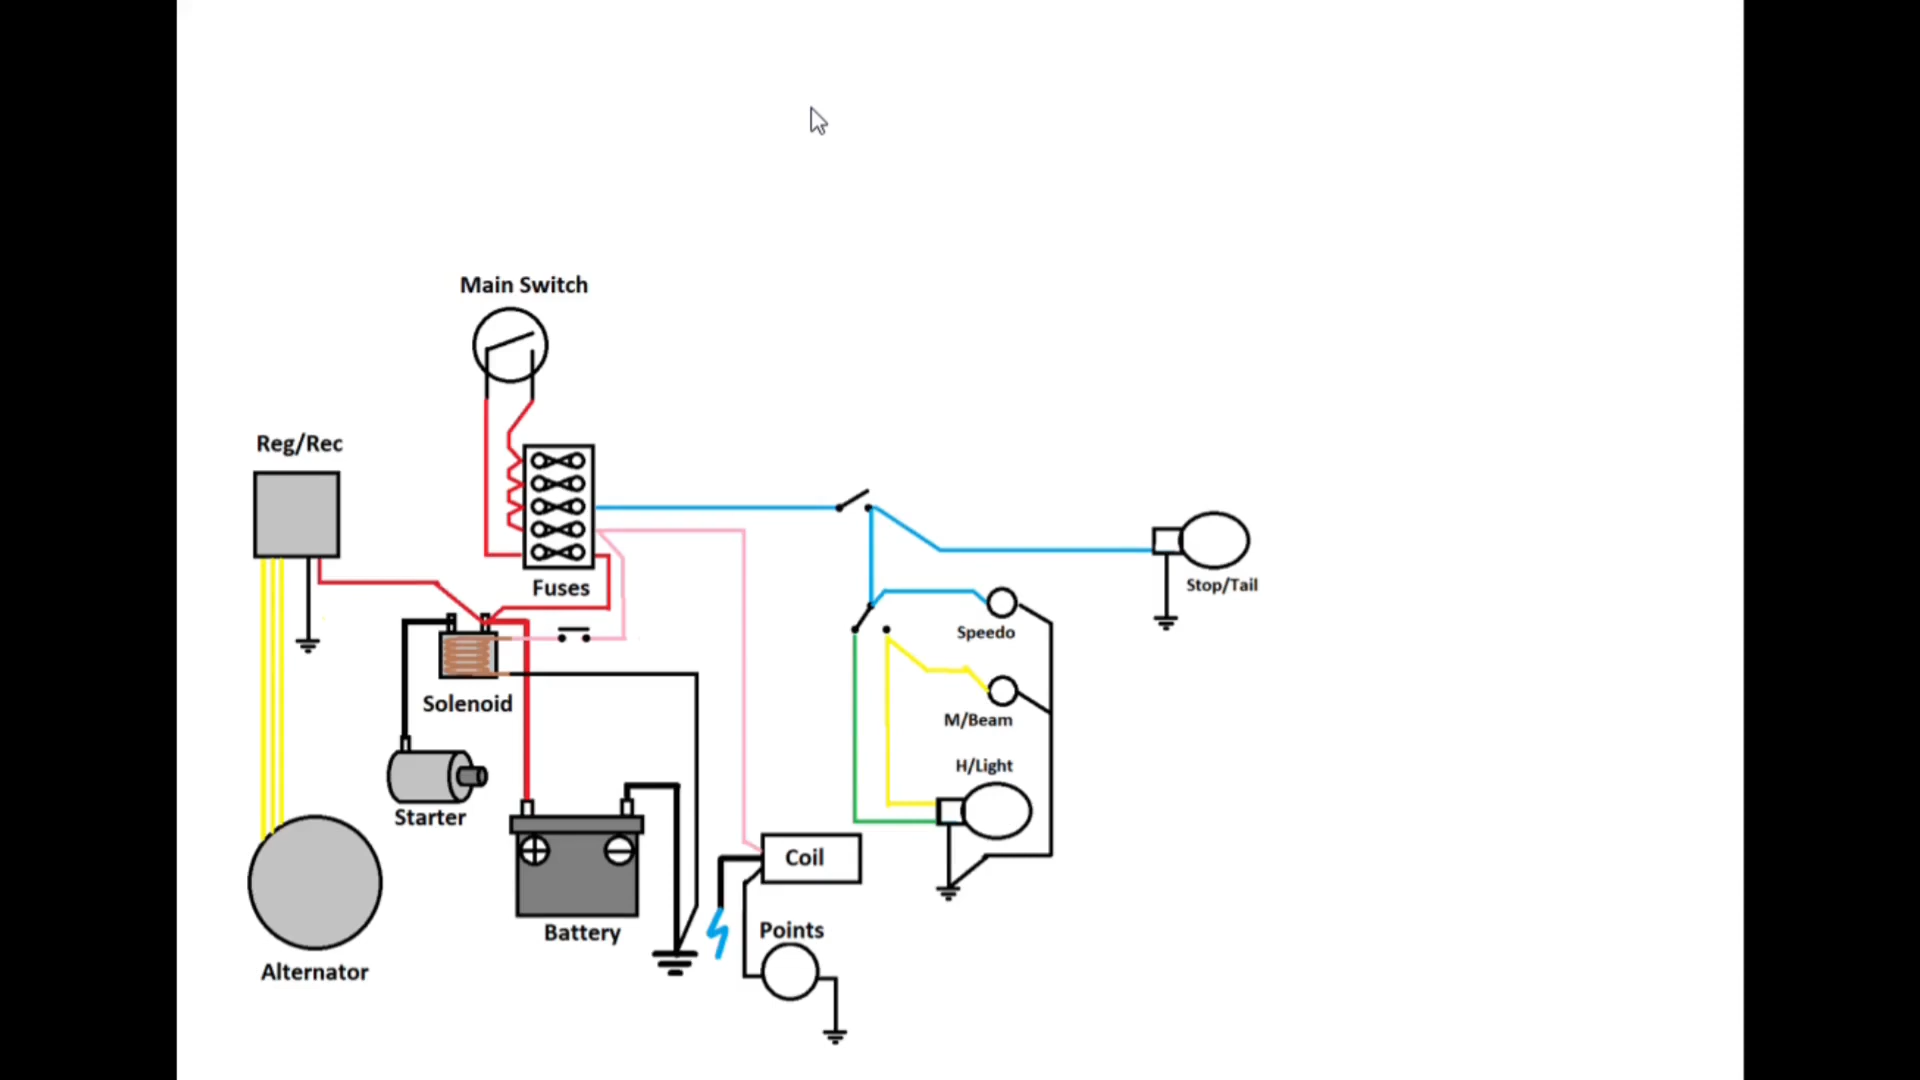 Main Switch
Reg/Rec
Fuses
Stop/Tail
Speedo
Solenoid
M/Beam
H/Light
Starter
Coil
Points
Battery
Alternator